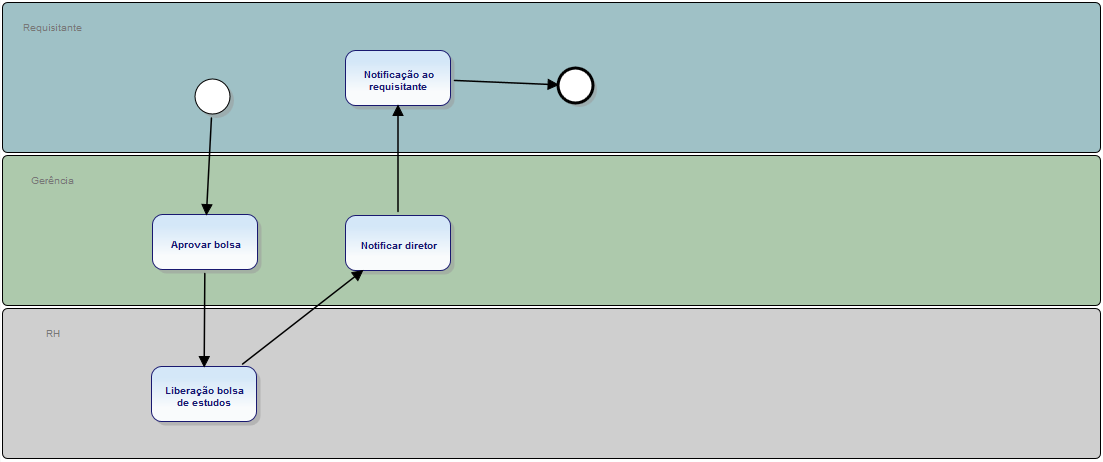 Requisitante
Notificação ao
requisitante
Gerência
Aprovar bolsa
Notificar diretor
RH
Liberação bolsa
de estudos